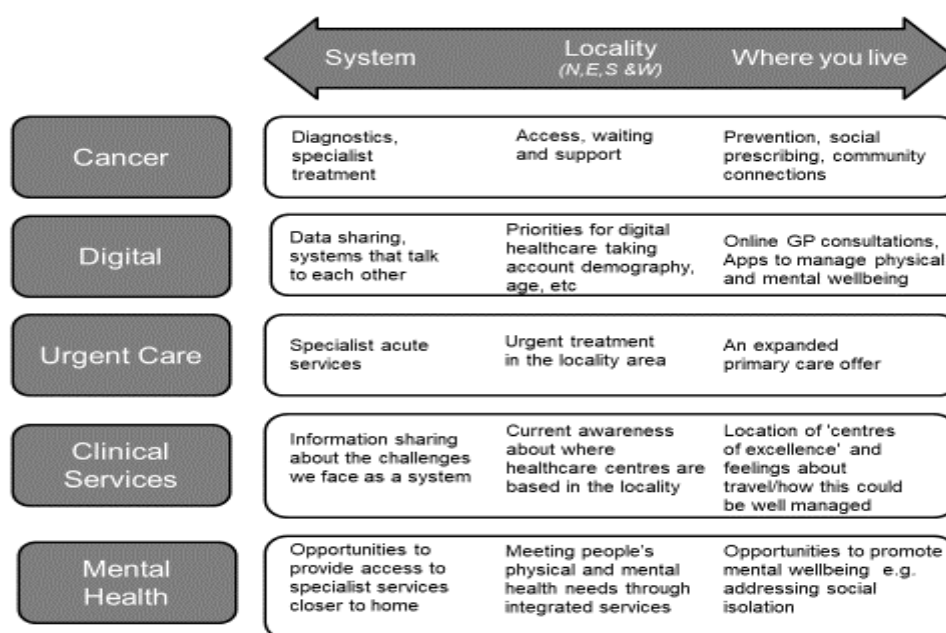 System
Locality
(N,E,S &W)
Where you live
Cancer
Diagnostics,
specialist
treatment
Access, waiting
and support
Prevention, social
prescribing, community
connections
Digital
Data sharing,
systems that talk
to each other
Priorities for digital
healthcare taking
account demography,
age, etc
Online GP consultations,
Apps to manage physical
and mental wellbeing
Urgent Care
Specialist acute
services
Urgent treatment
in the locality area
An expanded
primary care offer
Clinical
Services
Information sharing
about the challenges
we face as a system
Current awareness
about where
healthcare centres are
based in the locality
Location of 'centres
of excellence' and
feelings about
travel/how this could
be well managed
Mental
Health
Opportunities to
provide access to
specialist services
closer to home
Meeting people's
physical and mental
health needs through
integrated services
Opportunities to promote
mental wellbeing e.g.
addressing social
isolation